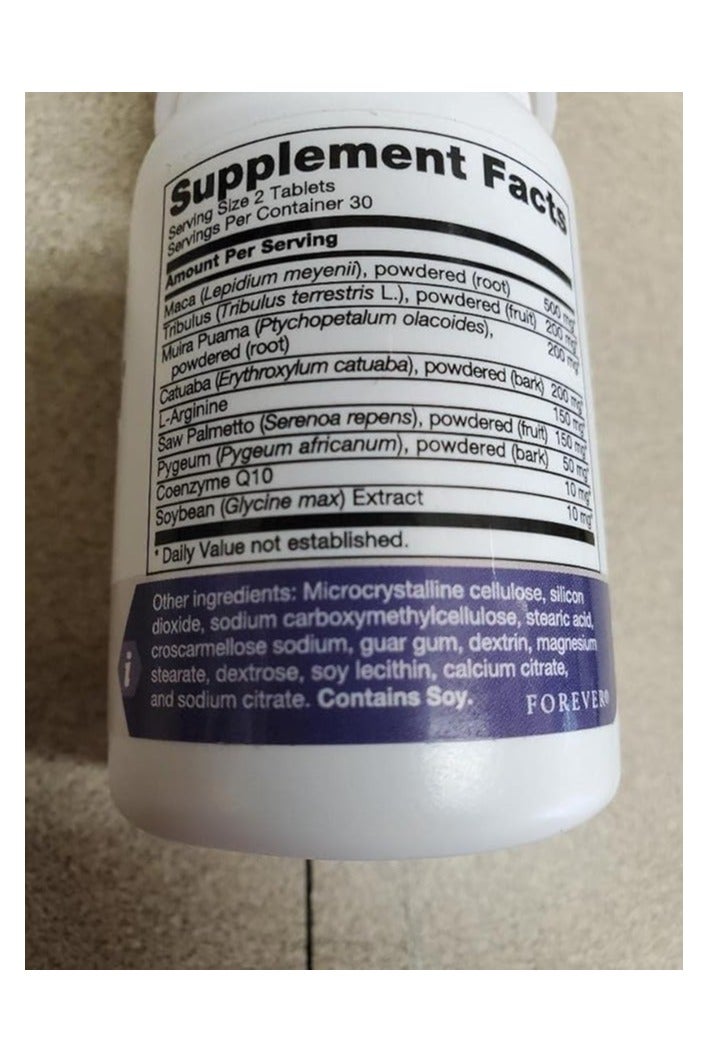 Supplement Facts
Serving Size 2 Tablets
Servings Per Container 30
Amount Per Serving
Maca (Lepidium meyenii), powdered (root) 500 mg*
Tribulus (Tribulus terrestris L.), powdered (fruit) 200 mg*
Muira Puama (Ptychopetalum olacoides), 200 mg*
powdered (root)
Catuaba (Erythroxylum catuaba), powdered (bark) 200 mg*
L-Arginine 150 mg*
Saw Palmetto (Serenoa repens), powdered (fruit) 150 mg*
Pygeum (Pygeum africanum), powdered (bark) 50 mg*
Coenzyme Q10 10 mg*
Soybean (Glycine max) Extract 10 mg*
* Daily Value not established.
i
Other ingredients: Microcrystalline cellulose, silicon
dioxide, sodium carboxymethylcellulose, stearic acid,
croscarmellose sodium, guar gum, dextrin, magnesium
stearate, dextrose, soy lecithin, calcium citrate,
and sodium citrate. Contains Soy.
FOREVER®